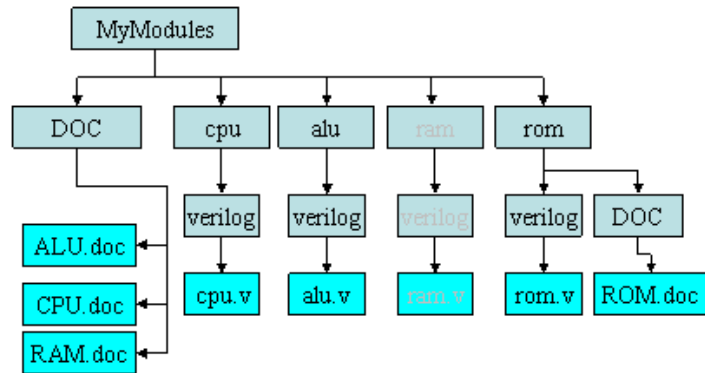 MyModules
DOC cpu alu ram rom
verilog verilog verilog verilog DOC
ALU.doc
cpu.v alu.v ram.v rom.v ROM.doc
CPU.doc
RAM.doc